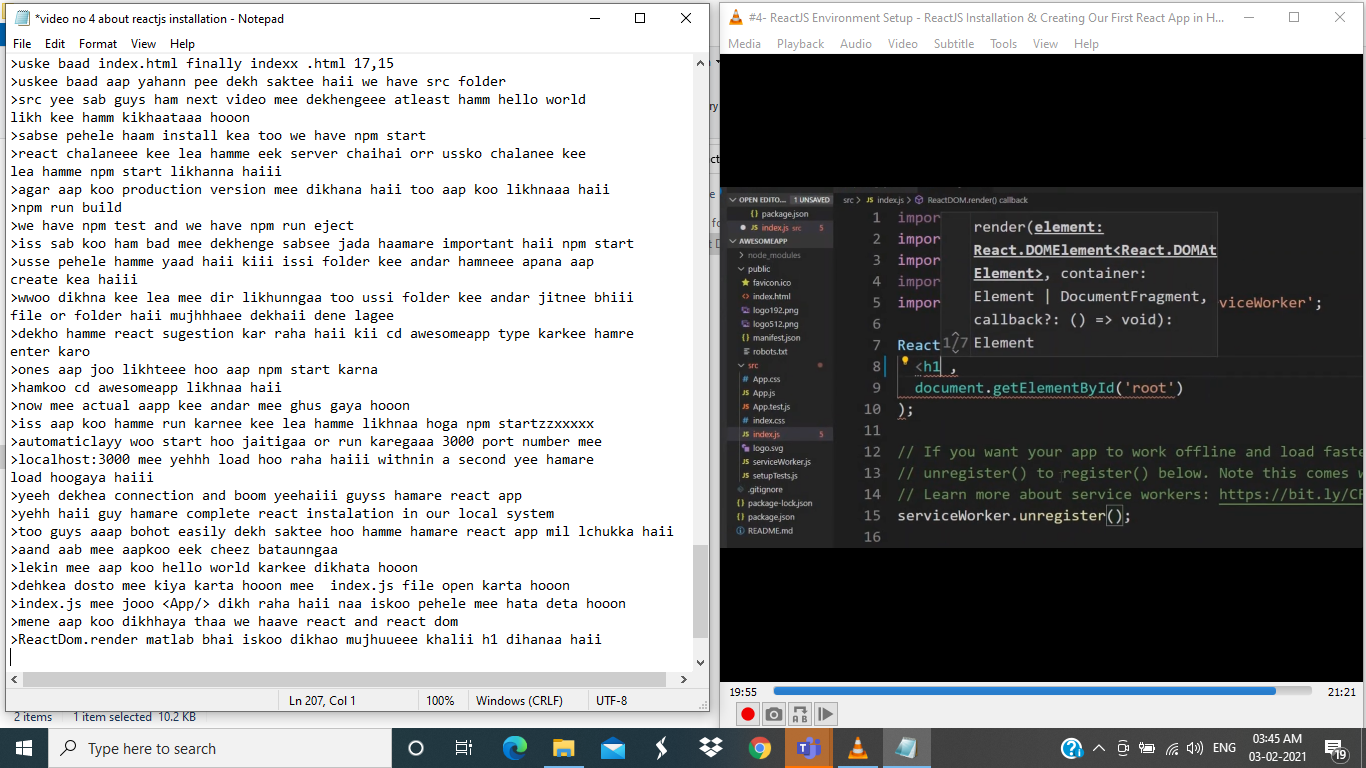 *video no 4 about reactjs installation - Notepad
File Edit Format View Help
>uske baad index.html finally indexx .html 17,15
>uskee baad aap yahann pee dekh saktee haii we have src folder
>src yee sab guys ham next video mee dekhengeee atleast hamm hello world
likh kee hamm kikhaataaa hooon
>sabse pehele haam install kea too we have npm start
>react chalaneee kee lea hamme eek server chaihai orr ussko chalanee kee
lea hamme npm start likhanna haiii
>agar aap koo production version mee dikhana haii too aap koo likhnaaa haii
>npm run build
>we have npm test and we have npm run eject
>iss sab koo ham bad mee dekhenge sabsee jada haamare important haii npm start
>usse pehele hamme yaad haii kiii issi folder kee andar hamneee apana aap
create kea haiii
>wwoo dikhna kee lea mee dir likhunngaa too ussi folder kee andar jitnee bhiii
file or folder haii mujhhhaee dekhaii dene lagee
>dekho hamme react sugestion kar raha haii kii cd awesomeapp type karkee hamre
enter karo
>ones aap joo likhteee hoo aap npm start karna
>hamkoo cd awesomeapp likhnaa haii
>now mee actual aapp kee andar mee ghus gaya hooon
>iss aap koo hamme run karnee kee lea hamme likhnaa hoga npm startzzxxxxx
>automaticlayy woo start hoo jaitigaa or run karegaaa 3000 port number mee
>localhost:3000 mee yehhh load hoo raha haiii withnin a second yee hamare
load hoogaya haiii
>yeeh dekhea connection and boom yeehaiii guyss hamare react app
>yehh haii guy hamare complete react instalation in our local system
>too guys aaap bohot easily dekh saktee hoo hamme hamare react app mil lchukka haii
>aand aab mee aapkoo eek cheez bataunngaa
>lekin mee aap koo hello world karkee dikhata hooon
>dehkea dosto mee kiya karta hooon mee  index.js file open karta hooon
>index.js mee jooo <App/> dikh raha haii naa iskoo pehele mee hata deta hooon
>mene aap koo dikhhaya thaa we haave react and react dom
>ReactDom.render matlab bhai iskoo dikhao mujhuueee khalii h1 dihanaa haii
Ln 207, Col 1 100% Windows (CRLF) UTF-8
2 items 1 item selected 10.2 KB
#4- ReactJS Environment Setup - ReactJS Installation & Creating Our First React App in H...
Media Playback Audio Video Subtitle Tools View Help
OPEN EDITO... 1 UNSAVED
package.json
index.js src 5
AWESOMEAPP
node_modules
public
favicon.ico
index.html
logo192.png
logo512.png
manifest.json
robots.txt
src
App.css
App.js
App.test.js
index.css
index.js 5
logo.svg
serviceWorker.js
setupTests.js
.gitignore
package-lock.json
package.json
README.md
src > JS index.js > ReactDOM.render() callback
1 impor
2 impor
3 impor
4 impor
5 impor viceWorker';
6
7 React
8 <h1 ,
9 document.getElementById('root')
10 );
11
12 // If you want your app to work offline and load faste
13 // unregister() to register() below. Note this comes w
14 // Learn more about service workers: https://bit.ly/CR
15 serviceWorker.unregister();
16
render(element:
React.DOMElement<React.DOMAt
Element>, container:
Element | DocumentFragment,
callback?: () => void):
1/7 Element
19:55 21:21
Type here to search
ENG
03:45 AM
03-02-2021
19